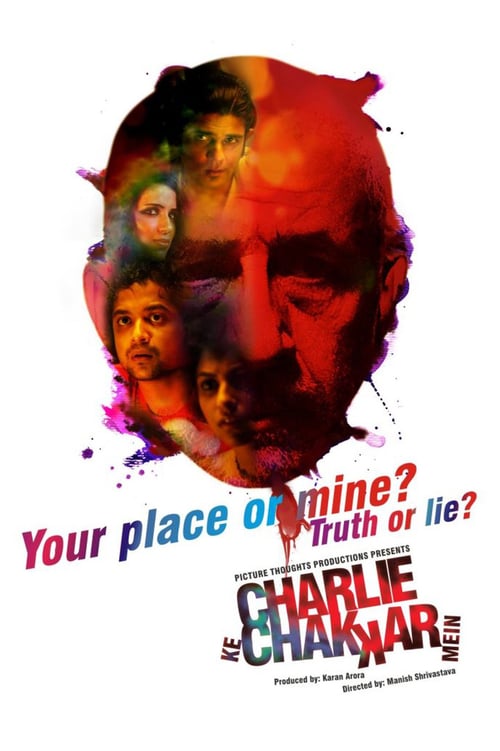 Your place or mine?
Truth or lie?
PICTURE THOUGHTS PRODUCTIONS PRESENTS
CHARLIE
KE CHAKKAR MEIN
Produced by: Karan Arora
Directed by: Manish Shrivastava